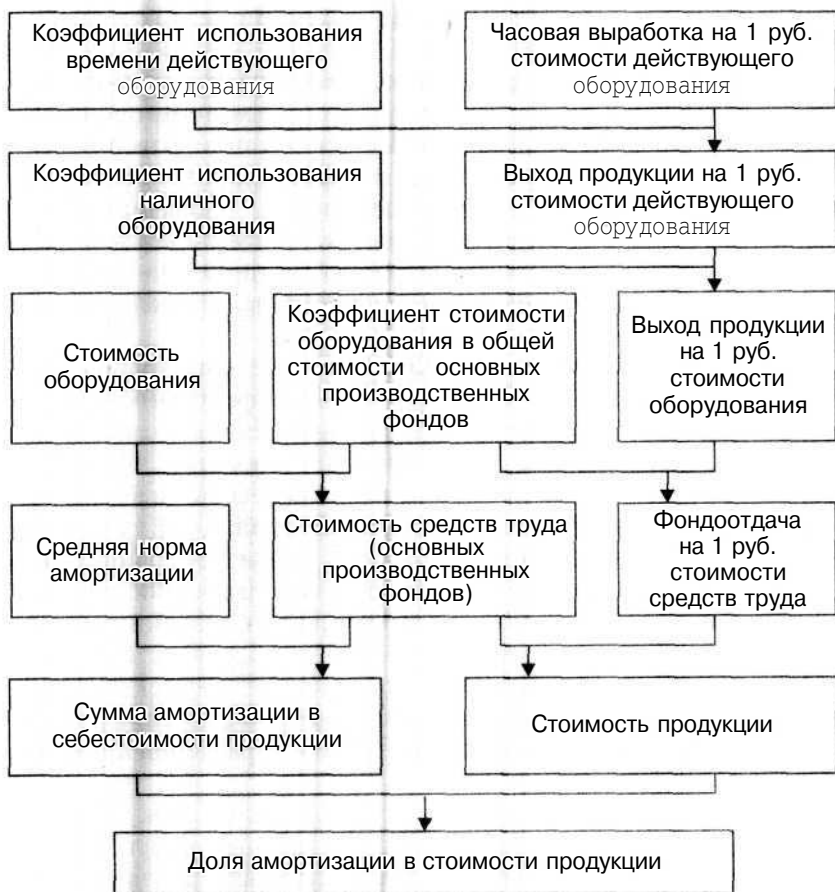 Коэффициент использования
времени действующего
оборудования
Часовая выработка на 1 руб.
стоимости действующего
оборудования
Коэффициент использования
наличного
оборудования
Выход продукции на 1 руб.
стоимости действующего
оборудования
Стоимость
оборудования
Коэффициент стоимости
оборудования в общей
стоимости основных
производственных
фондов
Выход продукции
на 1 руб.
стоимости
оборудования
Средняя норма
амортизации
Стоимость средств труда
(основных
производственных
фондов)
Фондоотдача
на 1 руб.
стоимости
средств труда
Сумма амортизации в
себестоимости продукции
Стоимость продукции
Доля амортизации в стоимости продукции